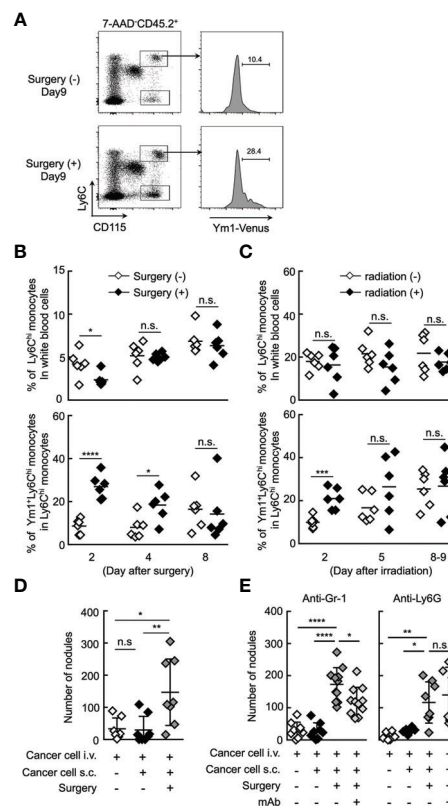 A
7-AAD-CD45.2+
Surgery (-)
Day9
10.4
Surgery (+)
Day9
28.4
Ly6C
CD115
Ym1-Venus
B
◇ Surgery (-)
◆ Surgery (+)
% of Ly6Chi monocytes
In white blood cells
15
10
5
0
*
n.s.
n.s.
% of Ym1+Ly6Chi monocytes
in Ly6Chi monocytes
60
40
20
0
****
*
n.s.
2 4 8
(Day after surgery)
C
◇ radiation (-)
◆ radiation (+)
% of Ly6Chi monocytes
In white blood cells
60
40
20
0
n.s.
n.s.
n.s.
% of Ym1+Ly6Chi monocytes
in Ly6Chi monocytes
60
40
20
0
***
n.s.
n.s.
2 5 8-9
(Day after irradiation)
D
Number of nodules
400
300
200
100
0
*
n.s
**
Cancer cell i.v. + + +
Cancer cell s.c. - + +
Surgery - - +
E
Anti-Gr-1
Number of nodules
400
300
200
100
0
****
****
*
Cancer cell i.v. + + + +
Cancer cell s.c. - + + +
Surgery - - + +
mAb - - - +
Anti-Ly6G
**
*
n.s
+ + + +
- + + +
- - +
- - -